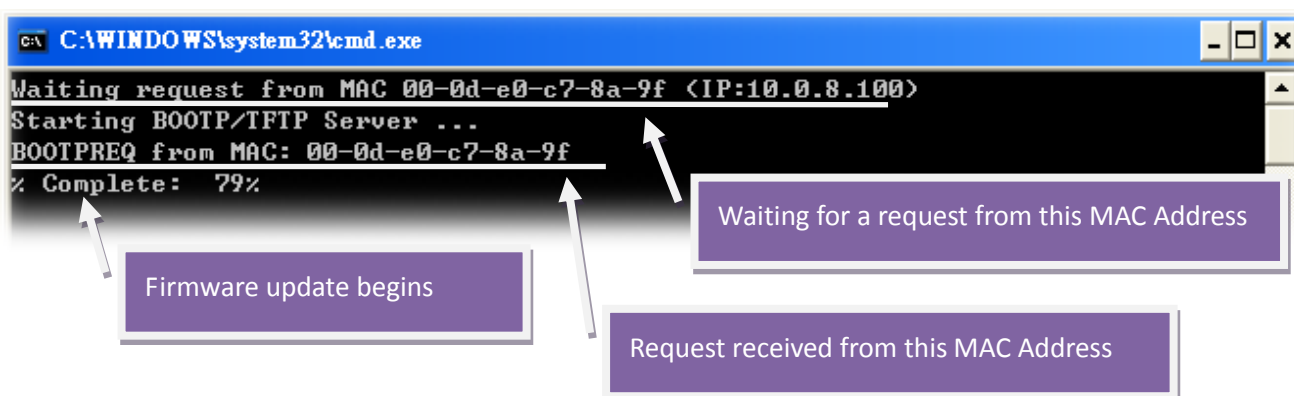 C:\WINDOWS\system32\cmd.exe
Waiting request from MAC 00-0d-e0-c7-8a-9f (IP:10.0.8.100)
Starting BOOTP/TFTP Server ...
BOOTPREQ from MAC: 00-0d-e0-c7-8a-9f
% Complete:  79%
Waiting for a request from this MAC Address
Firmware update begins
Request received from this MAC Address